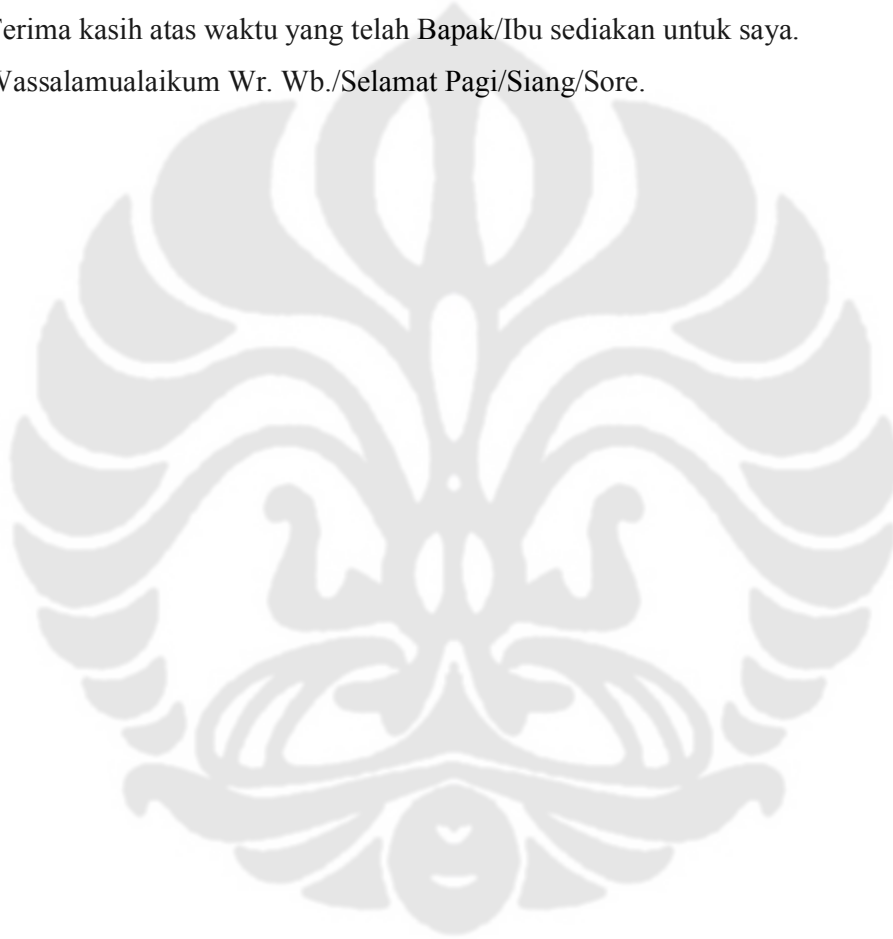 Terima kasih atas waktu yang telah Bapak/Ibu sediakan untuk saya.
Wassalamualaikum Wr. Wb./Selamat Pagi/Siang/Sore.